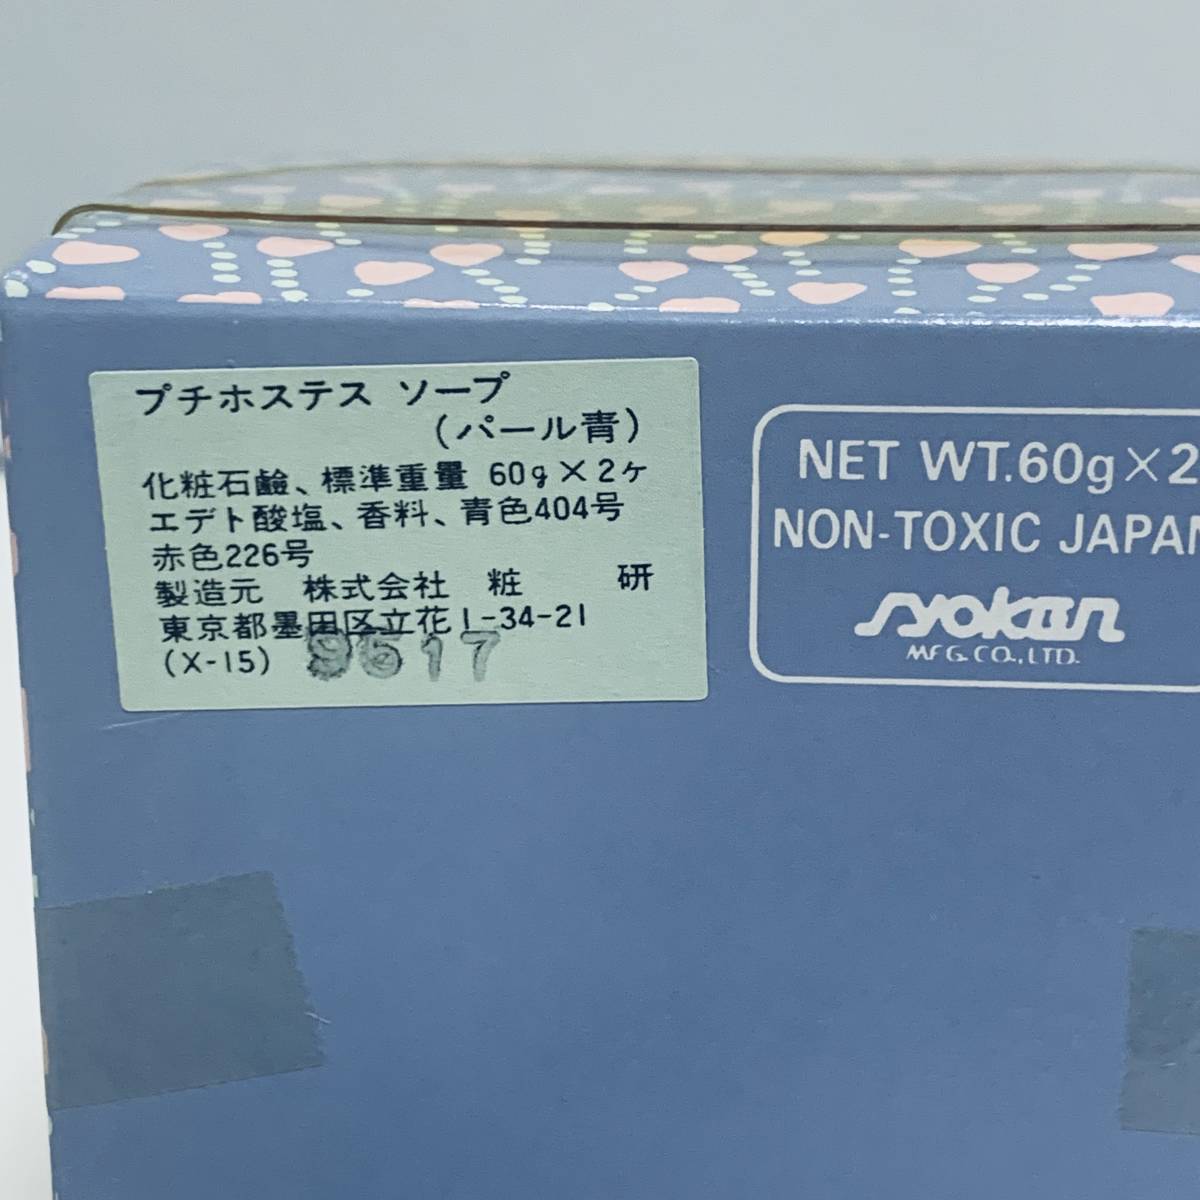 プチホステス ソープ
(パール青)
化粧石鹼、標準重量 60g×2ヶ
エデト酸塩、香料、青色404号
赤色226号
製造元 株式会社 粧 研
東京都墨田区立花1-34-21
(X-15) 9517
NET WT.60g×2
NON-TOXIC JAPAN
syoken
MFG.CO.,LTD.